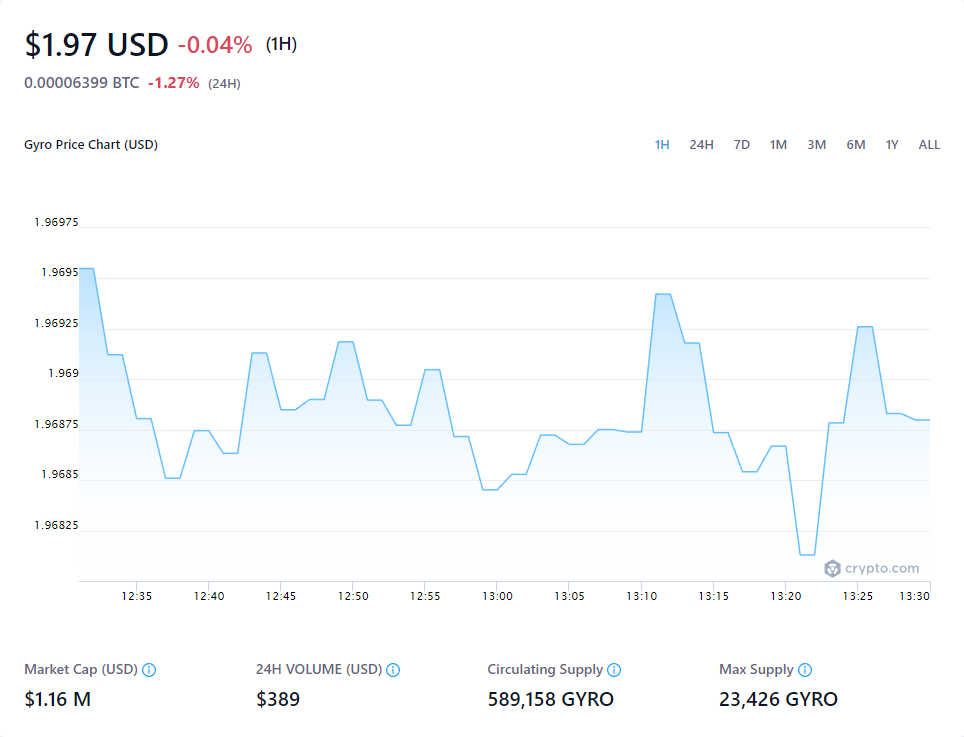 $1.97 USD -0.04% (1H)
0.00006399 BTC -1.27% (24H)
Gyro Price Chart (USD) 1H 24H 7D 1M 3M 6M 1Y ALL
1.96975
1.9695
1.96925
1.969
1.96875
1.9685
1.96825
crypto.com
12:35 12:40 12:45 12:50 12:55 13:00 13:05 13:10 13:15 13:20 13:25 13:30
Market Cap (USD) 24H VOLUME (USD) Circulating Supply Max Supply
$1.16 M $389 589,158 GYRO 23,426 GYRO